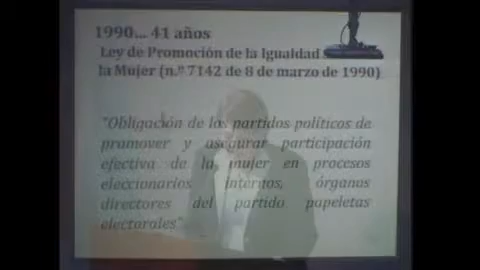 1990... 41 años
Ley de Promoción de la Igualdad
la Mujer (n.º 7142 de 8 de marzo de 1990)
"Obligación de los partidos políticos de
promover y asegurar participación
efectiva de la mujer en procesos
eleccionarios internos, órganos
directores del partido papeletas
electorales"